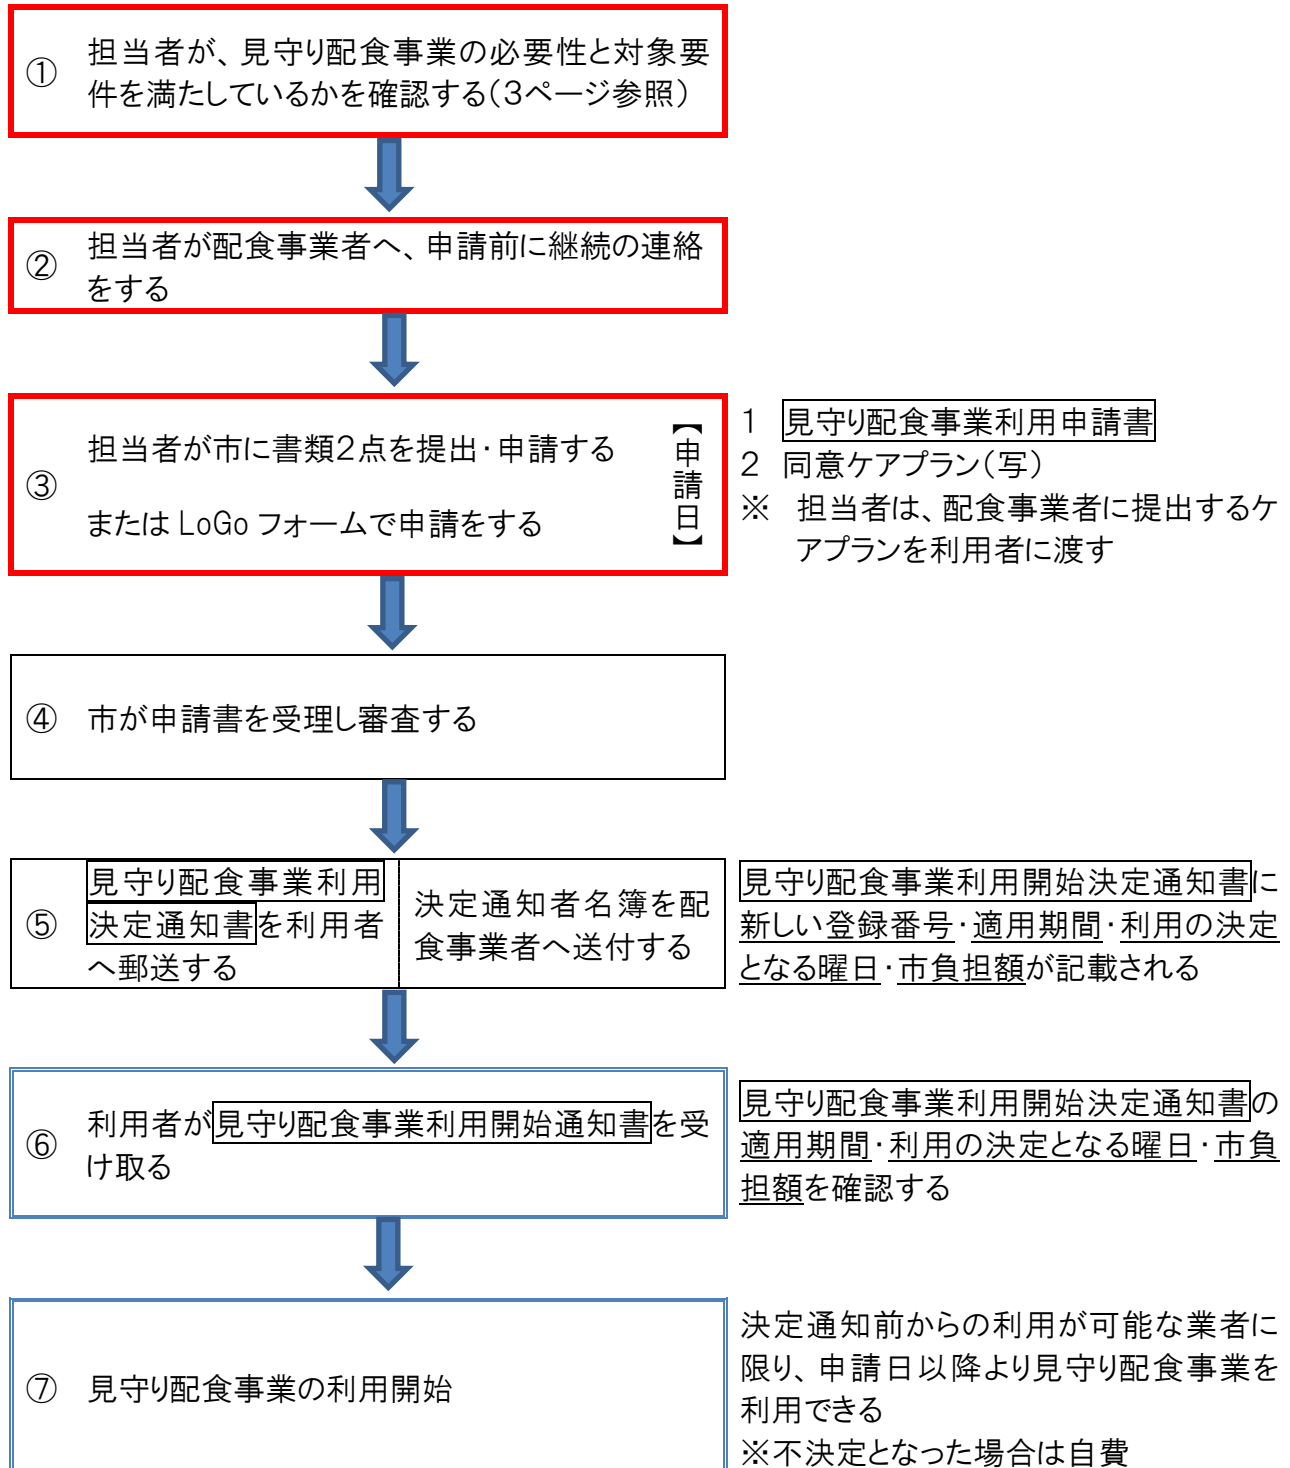 ① 担当者が、見守り配食事業の必要性と対象要
件を満たしているかを確認する(3ページ参照)
② 担当者が配食事業者へ、申請前に継続の連絡
をする
③ 担当者が市に書類2点を提出・申請する
または LoGo フォームで申請をする
【申請日】
1 見守り配食事業利用申請書
2 同意ケアプラン(写)
※ 担当者は、配食事業者に提出するケ
アプランを利用者に渡す
④ 市が申請書を受理し審査する
⑤ 見守り配食事業利用
決定通知書を利用者
へ郵送する
決定通知者名簿を配
食事業者へ送付する
見守り配食事業利用開始決定通知書に
新しい登録番号・適用期間・利用の決定
となる曜日・市負担額が記載される
⑥ 利用者が見守り配食事業利用開始通知書を受
け取る
見守り配食事業利用開始決定通知書の
適用期間・利用の決定となる曜日・市負
担額を確認する
⑦ 見守り配食事業の利用開始
決定通知前からの利用が可能な業者に
限り、申請日以降より見守り配食事業を
利用できる
※不決定となった場合は自費